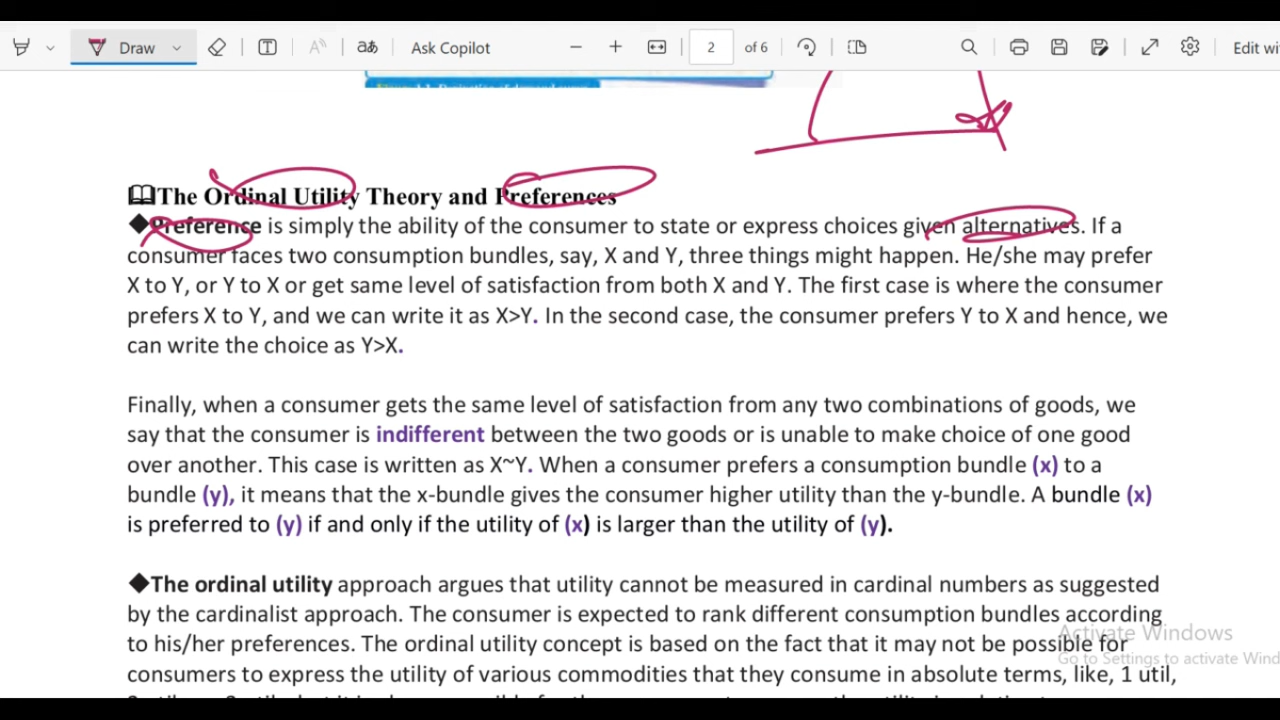 Draw
Ask Copilot
2 of 6
Edit wi
The Ordinal Utility Theory and Preferences
◆Preference is simply the ability of the consumer to state or express choices given alternatives. If a
consumer faces two consumption bundles, say, X and Y, three things might happen. He/she may prefer
X to Y, or Y to X or get same level of satisfaction from both X and Y. The first case is where the consumer
prefers X to Y, and we can write it as X>Y. In the second case, the consumer prefers Y to X and hence, we
can write the choice as Y>X.
Finally, when a consumer gets the same level of satisfaction from any two combinations of goods, we
say that the consumer is indifferent between the two goods or is unable to make choice of one good
over another. This case is written as X~Y. When a consumer prefers a consumption bundle (x) to a
bundle (y), it means that the x-bundle gives the consumer higher utility than the y-bundle. A bundle (x)
is preferred to (y) if and only if the utility of (x) is larger than the utility of (y).
◆The ordinal utility approach argues that utility cannot be measured in cardinal numbers as suggested
by the cardinalist approach. The consumer is expected to rank different consumption bundles according
to his/her preferences. The ordinal utility concept is based on the fact that it may not be possible for
consumers to express the utility of various commodities that they consume in absolute terms, like, 1 util,
Activate Windows
Go to Settings to activate Wind